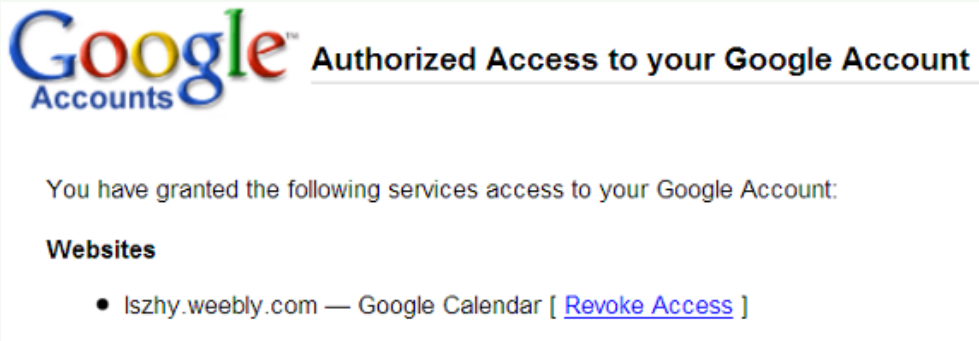 Google™ Authorized Access to your Google Account
Accounts
You have granted the following services access to your Google Account:
Websites
• lszhy.weebly.com — Google Calendar [ Revoke Access ]